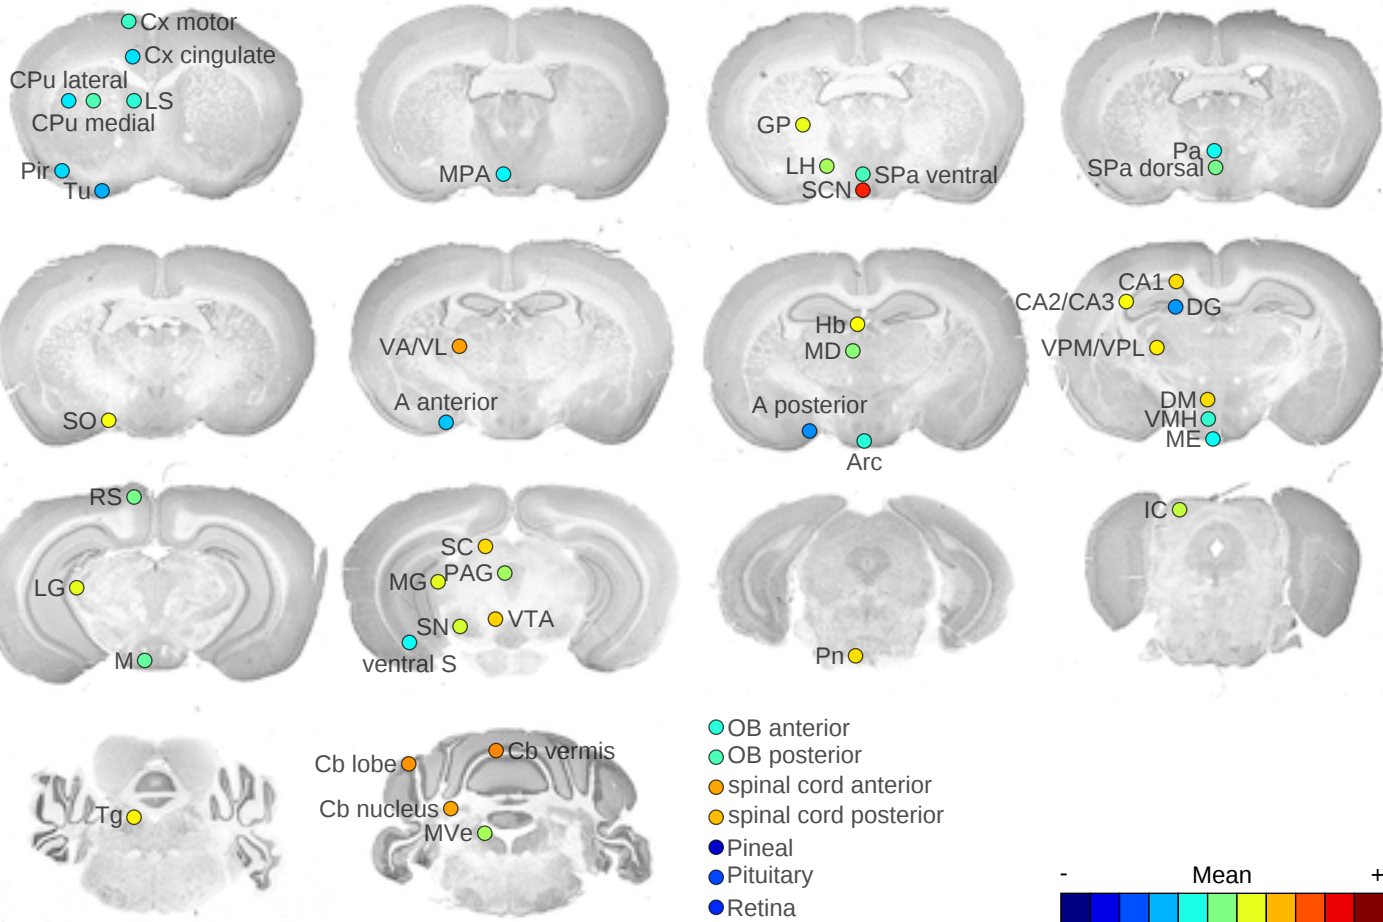 Cx motor
Cx cingulate
CPu lateral
LS
CPu medial
Pir
Tu
MPA
GP
LH
SPa ventral
SCN
Pa
SPa dorsal
SO
VA/VL
A anterior
Hb
MD
A posterior
Arc
CA1
CA2/CA3
DG
VPM/VPL
DM
VMH
ME
RS
LG
M
SC
PAG
MG
VTA
SN
ventral S
Pn
IC
Tg
Cb vermis
Cb lobe
Cb nucleus
MVe
OB anterior
OB posterior
spinal cord anterior
spinal cord posterior
Pineal
Pituitary
Retina
- Mean +